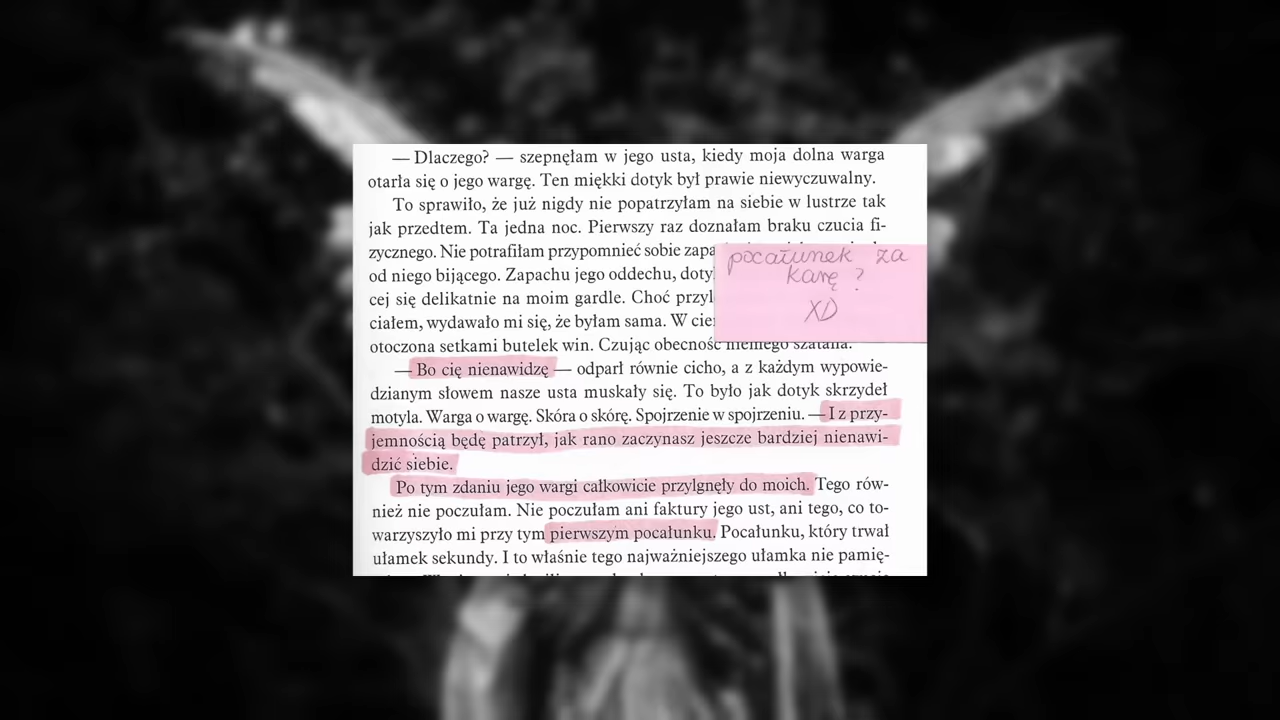 — Dlaczego? — szepnęłam w jego usta, kiedy moja dolna warga
otarła się o jego wargę. Ten miękki dotyk był prawie niewyczuwalny.
To sprawiło, że już nigdy nie popatrzyłam na siebie w lustrze tak
jak przedtem. Ta jedna noc. Pierwszy raz doznałam braku czucia fi-
zycznego. Nie potrafiłam przypomnieć sobie zapa
od niego bijącego. Zapachu jego oddechu, doty
cej się delikatnie na moim gardle. Choć przyl
ciałem, wydawało mi się, że byłam sama. W cie
otoczona setkami butelek win. Czując obecność niemego szatana.
pocałunek za
karę?
XD
— Bo cię nienawidzę — odparł równie cicho, a z każdym wypowie-
dzianym słowem nasze usta muskały się. To było jak dotyk skrzydeł
motyla. Warga o wargę. Skóra o skórę. Spojrzenie w spojrzeniu. — I z przy-
jemnością będę patrzył, jak rano zaczynasz jeszcze bardziej nienawi-
dzić siebie.
Po tym zdaniu jego wargi całkowicie przylgnęły do moich. Tego rów-
nież nie poczułam. Nie poczułam ani faktury jego ust, ani tego, co to-
warzyszyło mi przy tym pierwszym pocałunku. Pocałunku, który trwał
ułamek sekundy. I to właśnie tego najważniejszego ułamka nie pamię-